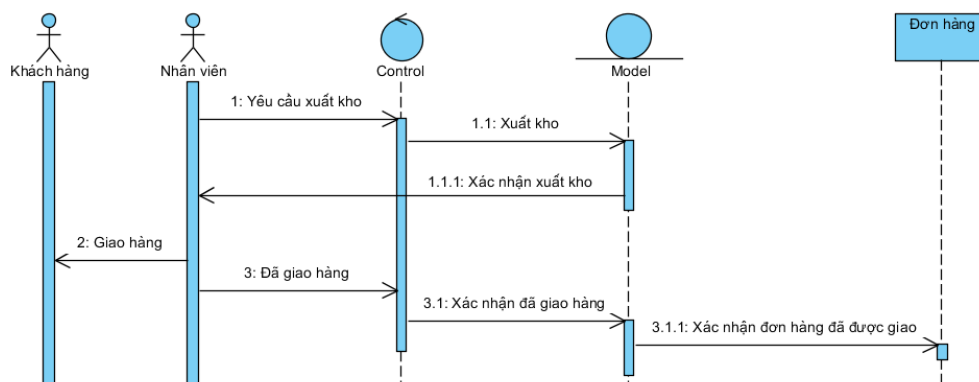 Đơn hàng
Khách hàng
Nhân viên
Control
Model
1: Yêu cầu xuất kho
1.1: Xuất kho
1.1.1: Xác nhận xuất kho
2: Giao hàng
3: Đã giao hàng
3.1: Xác nhận đã giao hàng
3.1.1: Xác nhận đơn hàng đã được giao